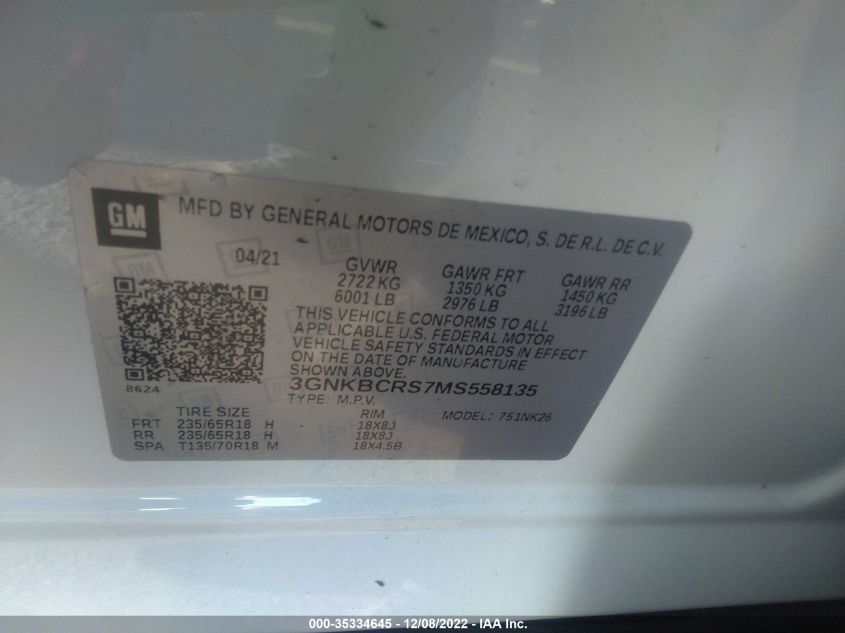 GM
MFD BY GENERAL MOTORS DE MEXICO, S. DE R.L. DE C.V.
04/21
GVWR
2722 KG
6001 LB
GAWR FRT
1350 KG
2976 LB
GAWR RR
1450 KG
3196 LB
THIS VEHICLE CONFORMS TO ALL
APPLICABLE U.S. FEDERAL MOTOR
VEHICLE SAFETY STANDARDS IN EFFECT
ON THE DATE OF MANUFACTURE
SHOWN ABOVE.
8624
3GNKBCRS7MS558135
TYPE: M.P.V.
MODEL: 751NK26
TIRE SIZE RIM
FRT 235/65R18 H 18X8J
RR 235/65R18 H 18X8J
SPA T135/70R18 M 18X4.5B
000-35334645 - 12/08/2022 - IAA Inc.